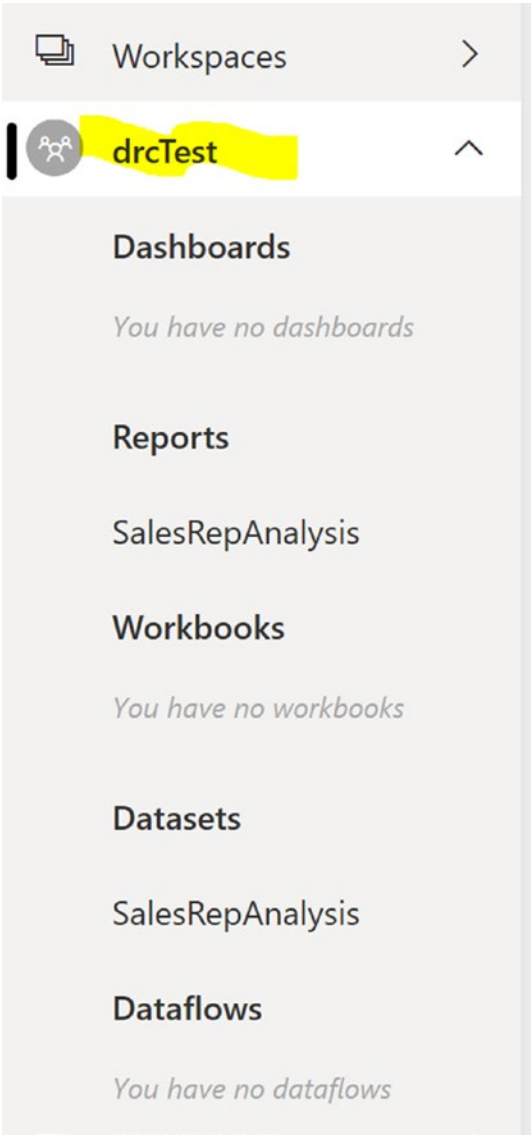 Workspaces
drcTest
Dashboards
You have no dashboards
Reports
SalesRepAnalysis
Workbooks
You have no workbooks
Datasets
SalesRepAnalysis
Dataflows
You have no dataflows